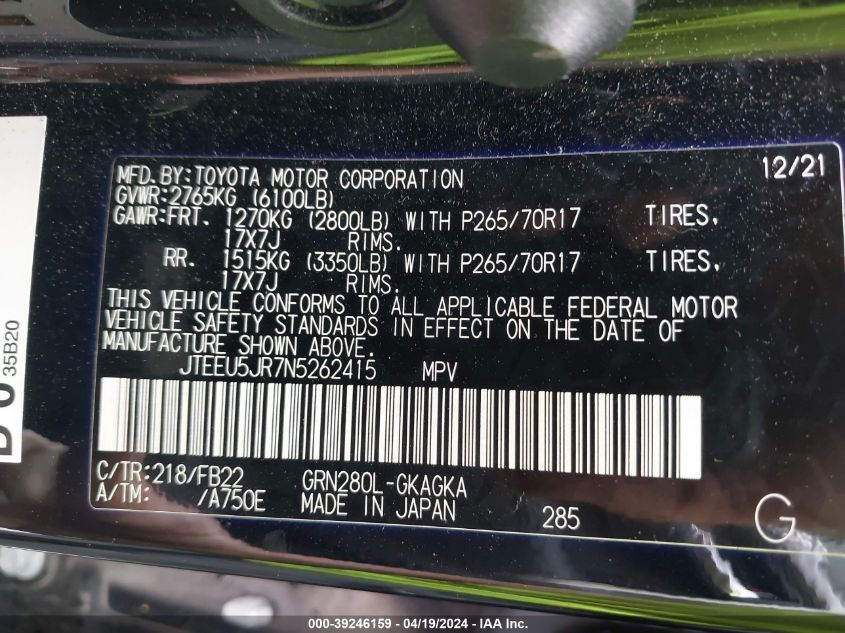 MFD.BY:TOYOTA MOTOR CORPORATION 12/21
GVWR:2765KG (6100LB)
GAWR:FRT. 1270KG (2800LB) WITH P265/70R17 TIRES,
17X7J RIMS.
RR. 1515KG (3350LB) WITH P265/70R17 TIRES,
17X7J RIMS.
THIS VEHICLE CONFORMS TO ALL APPLICABLE FEDERAL MOTOR
VEHICLE SAFETY STANDARDS IN EFFECT ON THE DATE OF
MANUFACTURE SHOWN ABOVE.
JTEEU5JR7N5262415 MPV
C/TR:218/FB22 GRN280L-GKAGKA
A/TM: /A750E MADE IN JAPAN 285 G
35B20
000-39246159 - 04/19/2024 - IAA Inc.